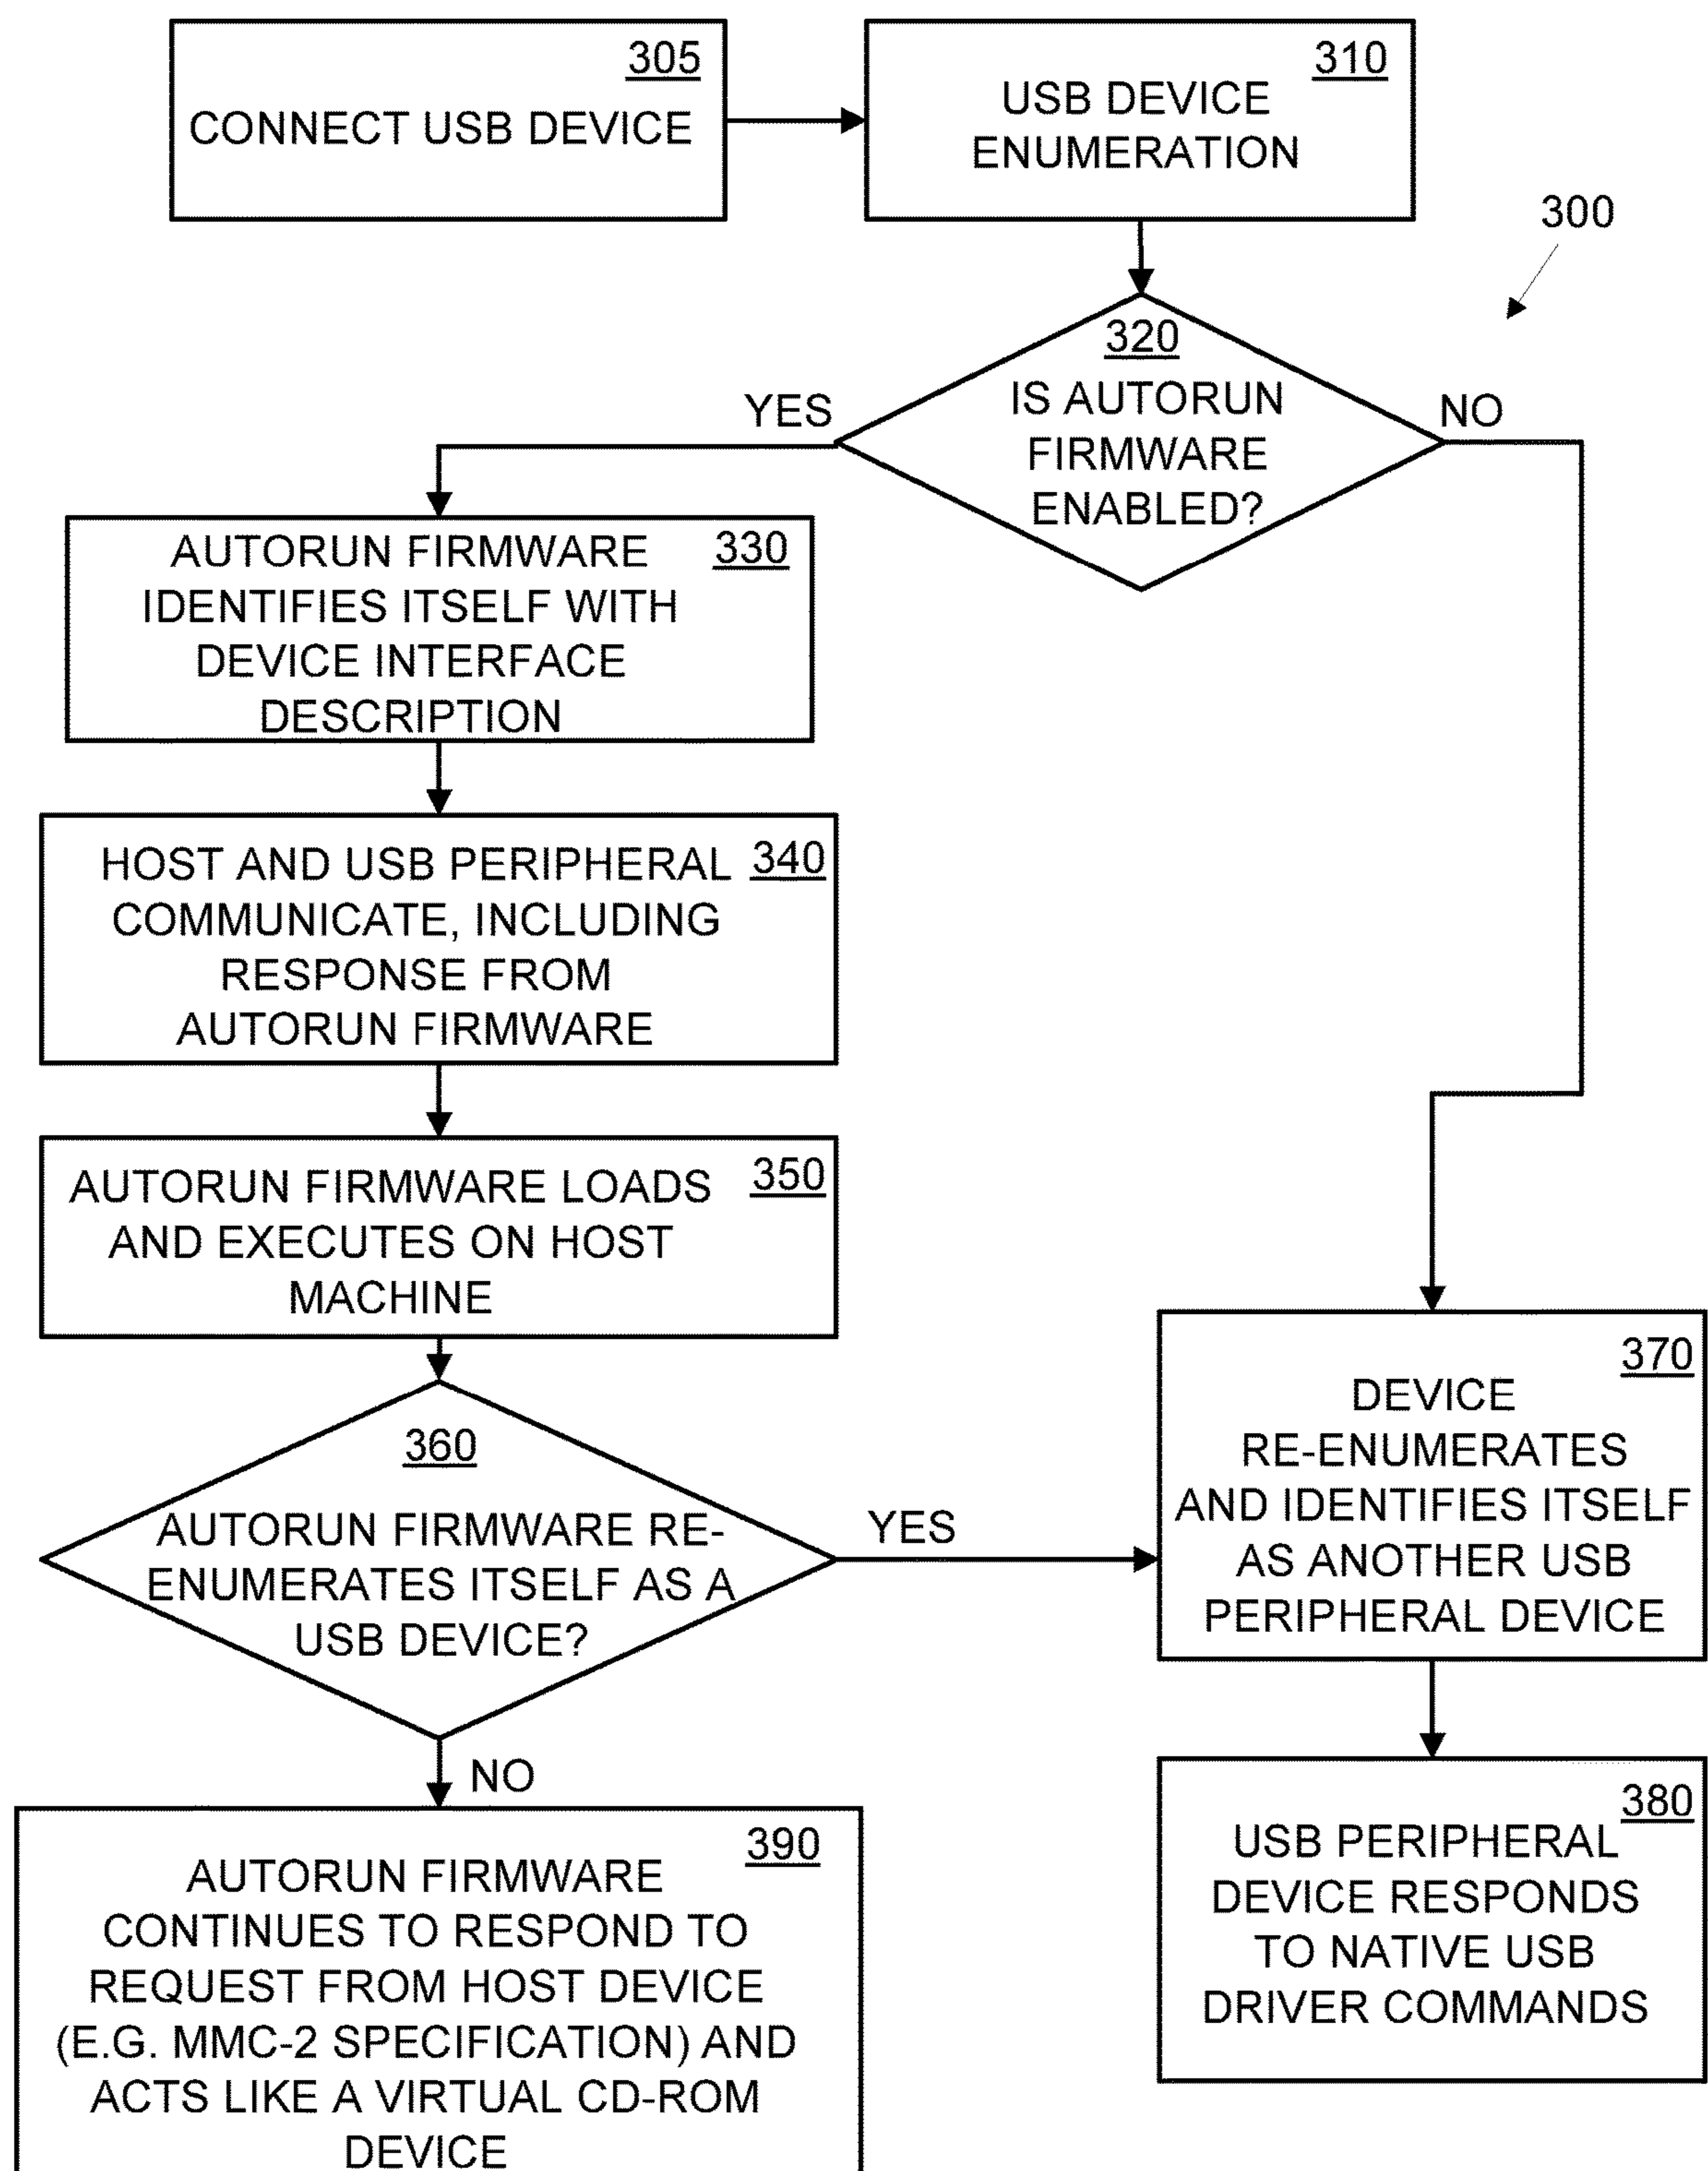 305
CONNECT USB DEVICE
310
USB DEVICE
ENUMERATION
300
320
IS AUTORUN
FIRMWARE
ENABLED?
YES
NO
330
AUTORUN FIRMWARE
IDENTIFIES ITSELF WITH
DEVICE INTERFACE
DESCRIPTION
340
HOST AND USB PERIPHERAL
COMMUNICATE, INCLUDING
RESPONSE FROM
AUTORUN FIRMWARE
350
AUTORUN FIRMWARE LOADS
AND EXECUTES ON HOST
MACHINE
360
AUTORUN FIRMWARE RE-
ENUMERATES ITSELF AS A
USB DEVICE?
YES
NO
370
DEVICE
RE-ENUMERATES
AND IDENTIFIES ITSELF
AS ANOTHER USB
PERIPHERAL DEVICE
380
USB PERIPHERAL
DEVICE RESPONDS
TO NATIVE USB
DRIVER COMMANDS
390
AUTORUN FIRMWARE
CONTINUES TO RESPOND TO
REQUEST FROM HOST DEVICE
(E.G. MMC-2 SPECIFICATION) AND
ACTS LIKE A VIRTUAL CD-ROM
DEVICE